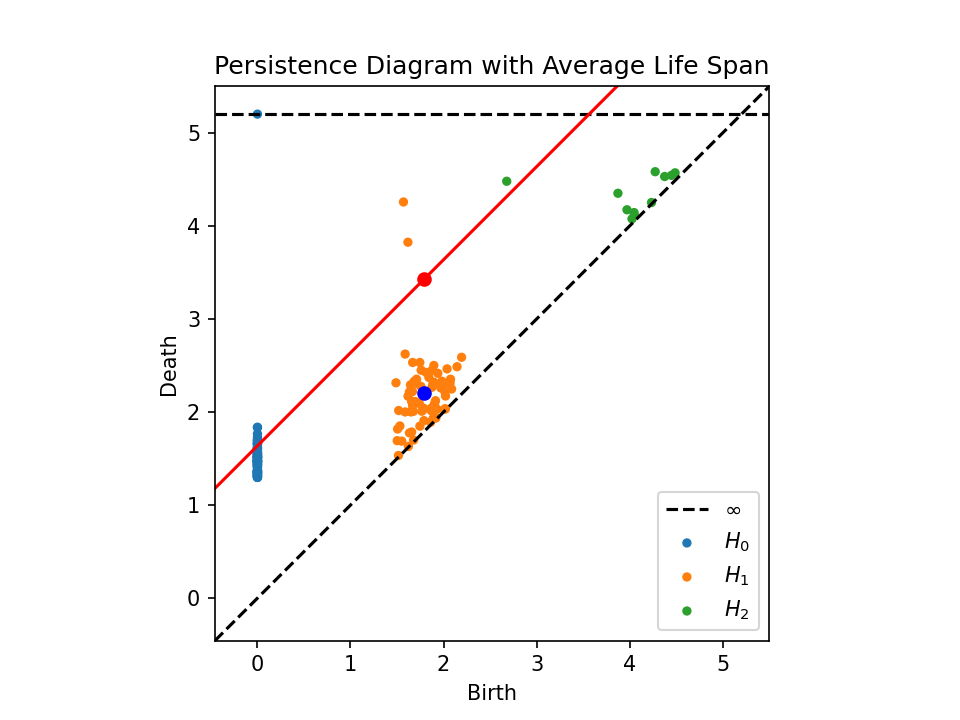 Persistence Diagram with Average Life Span
Death
5
4
3
2
1
0
∞
H₀
H₁
H₂
0 1 2 3 4 5
Birth